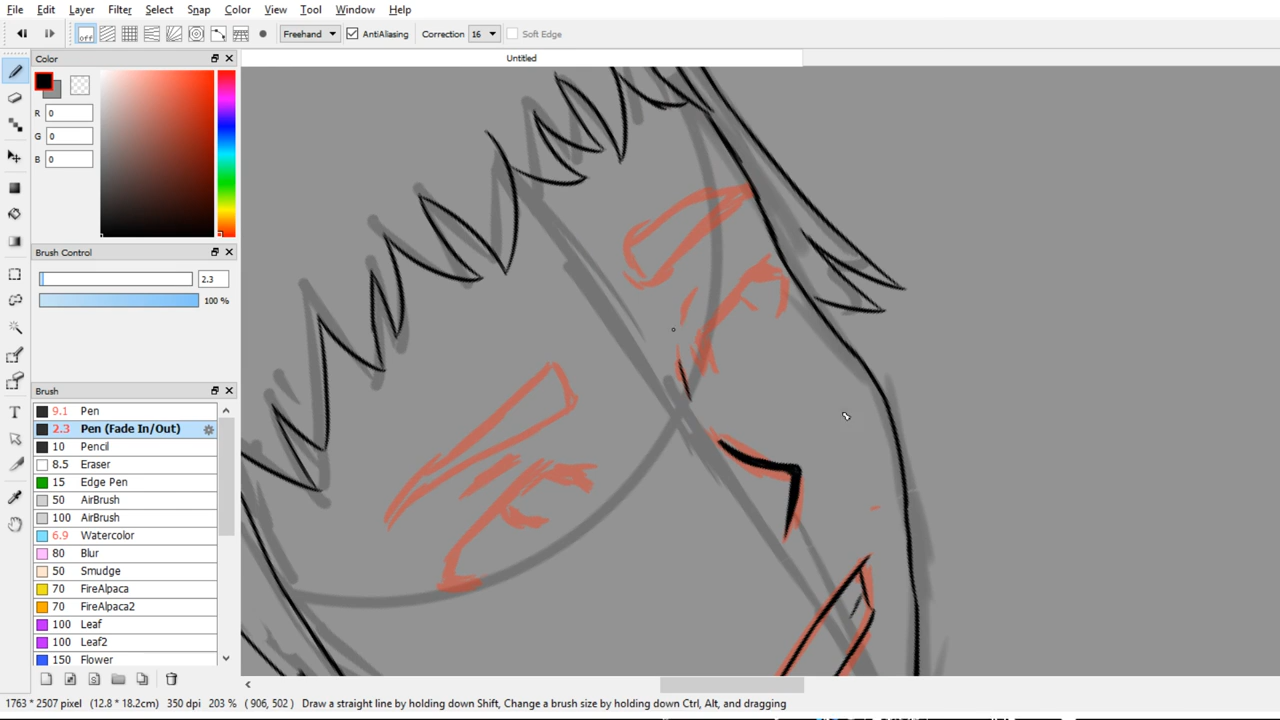 File Edit Layer Filter Select Snap Color View Tool Window Help
off Freehand AntiAliasing Correction 16 Soft Edge
Color Untitled
R 0
G 0
B 0
Brush Control
2.3
100 %
Brush
9.1 Pen
2.3 Pen (Fade In/Out)
10 Pencil
8.5 Eraser
15 Edge Pen
50 AirBrush
100 AirBrush
6.9 Watercolor
80 Blur
50 Smudge
70 FireAlpaca
70 FireAlpaca2
100 Leaf
100 Leaf2
150 Flower
1763 * 2507 pixel (12.8 * 18.2cm) 350 dpi 203 % ( 906, 502 ) Draw a straight line by holding down Shift, Change a brush size by holding down Ctrl, Alt, and dragging